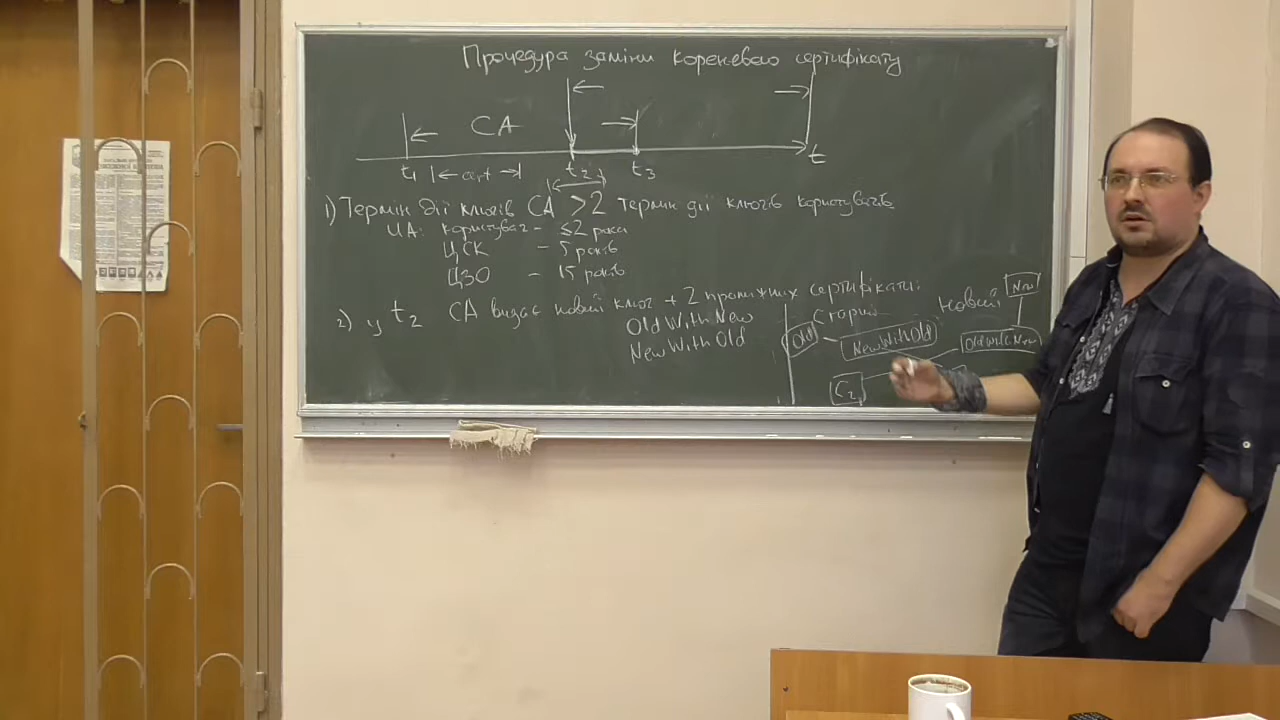 Процедура заміни кореневого сертифікату
CA
t1 cert t2 t3 t
1) Термін дії ключів CA > 2 термін дії ключів користувачів
UA: користувач - ≤ 2 роки
ЦСК - 5 років
ЦЗО - 15 років
2) у t2 CA видає новий ключ + 2 проміжних сертифікати:
OldWithNew
NewWithOld
Старий Новий New
Old NewWithOld OldWithNew
C2